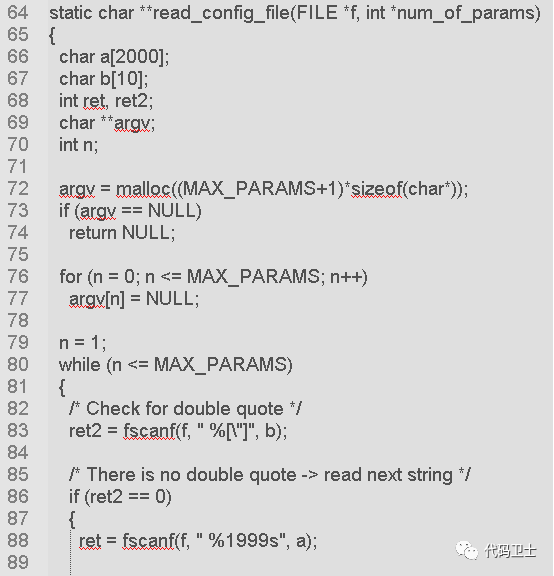 64 static char **read_config_file(FILE *f, int *num_of_params)
65 {
66 char a[2000];
67 char b[10];
68 int ret, ret2;
69 char **argv;
70 int n;
71
72 argv = malloc((MAX_PARAMS+1)*sizeof(char*));
73 if (argv == NULL)
74 return NULL;
75
76 for (n = 0; n <= MAX_PARAMS; n++)
77 argv[n] = NULL;
78
79 n = 1;
80 while (n <= MAX_PARAMS)
81 {
82 /* Check for double quote */
83 ret2 = fscanf(f, " %[\"]", b);
84
85 /* There is no double quote -> read next string */
86 if (ret2 == 0)
87 {
88 ret = fscanf(f, " %1999s", a);
89
代码卫士